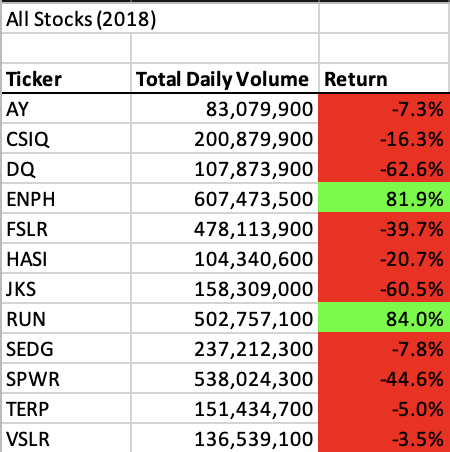 All Stocks (2018)
Ticker Total Daily Volume Return
AY 83,079,900 -7.3%
CSIQ 200,879,900 -16.3%
DQ 107,873,900 -62.6%
ENPH 607,473,500 81.9%
FSLR 478,113,900 -39.7%
HASI 104,340,600 -20.7%
JKS 158,309,000 -60.5%
RUN 502,757,100 84.0%
SEDG 237,212,300 -7.8%
SPWR 538,024,300 -44.6%
TERP 151,434,700 -5.0%
VSLR 136,539,100 -3.5%